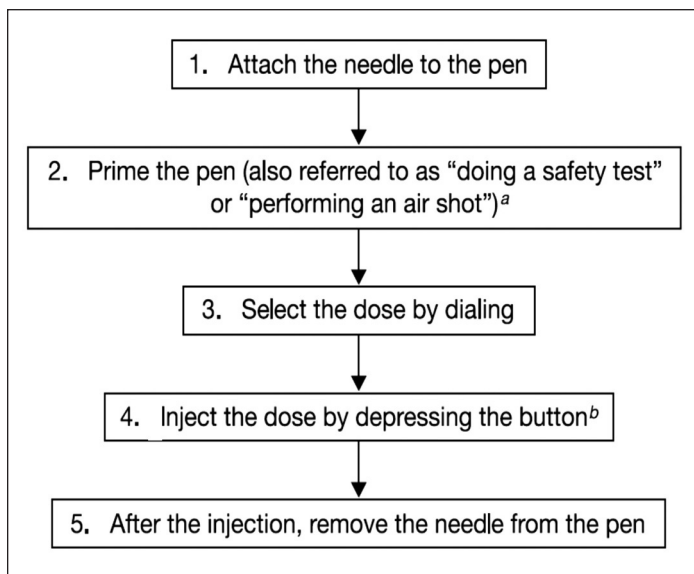 1. Attach the needle to the pen
2. Prime the pen (also referred to as “doing a safety test”
or “performing an air shot”)a
3. Select the dose by dialing
4. Inject the dose by depressing the buttonb
5. After the injection, remove the needle from the pen